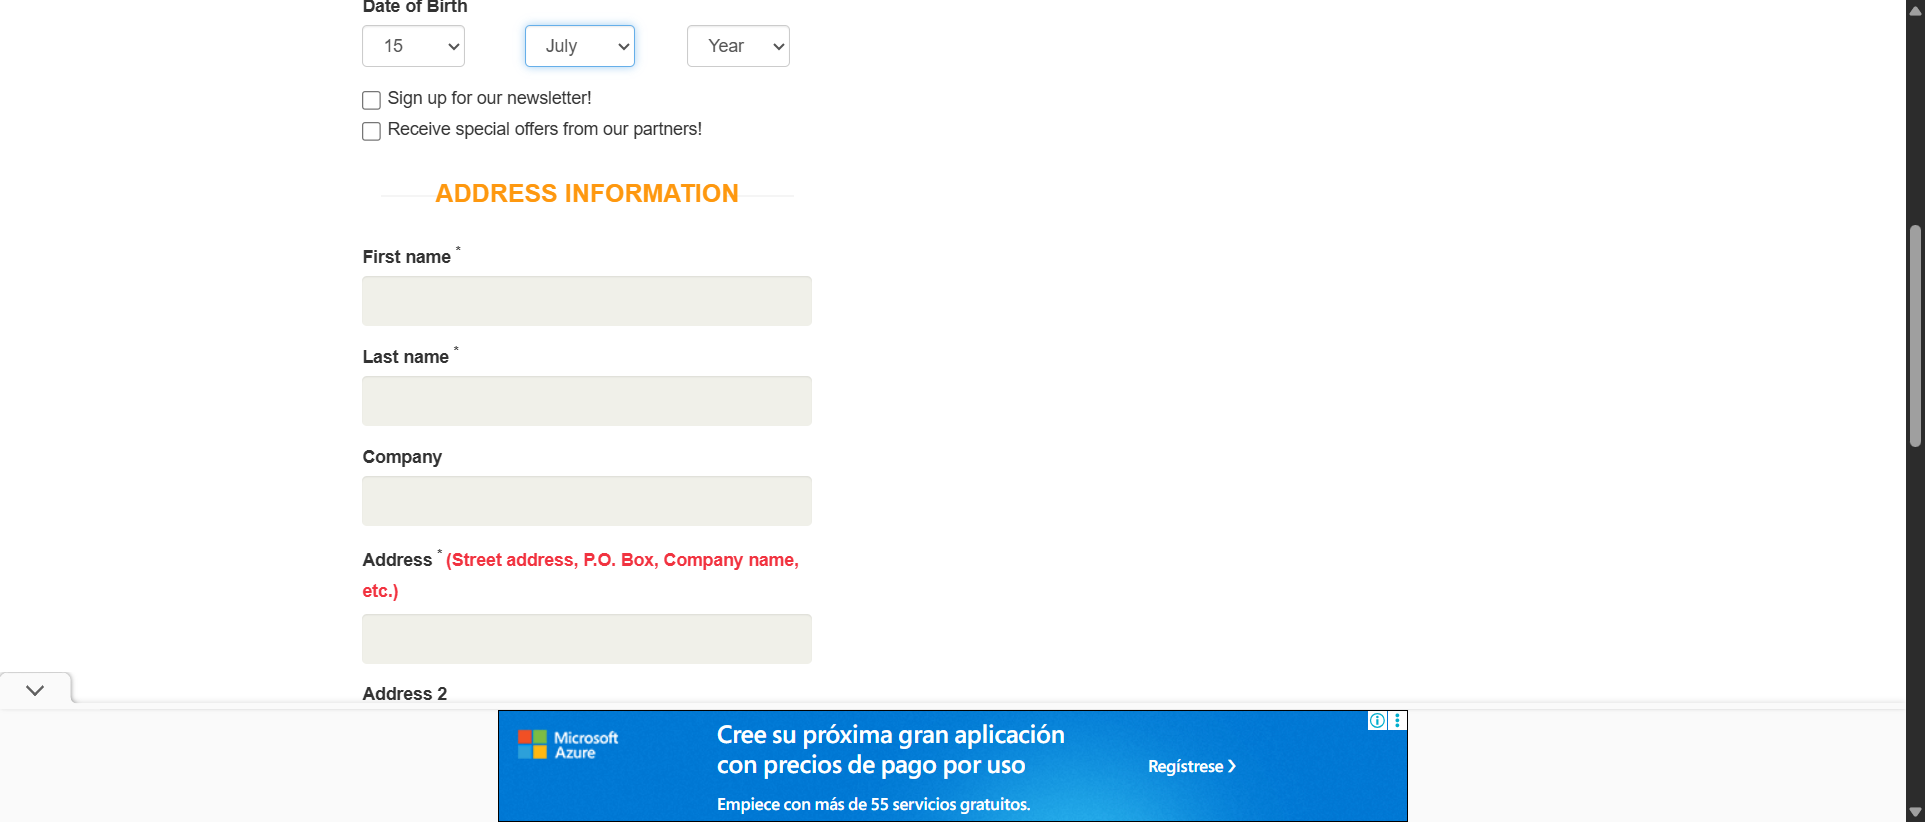 Date of Birth
15 July Year
Sign up for our newsletter!
Receive special offers from our partners!
ADDRESS INFORMATION
First name *
Last name *
Company
Address * (Street address, P.O. Box, Company name,
etc.)
Address 2
Microsoft
Azure
Cree su próxima gran aplicación
con precios de pago por uso
Empiece con más de 55 servicios gratuitos.
Regístrese